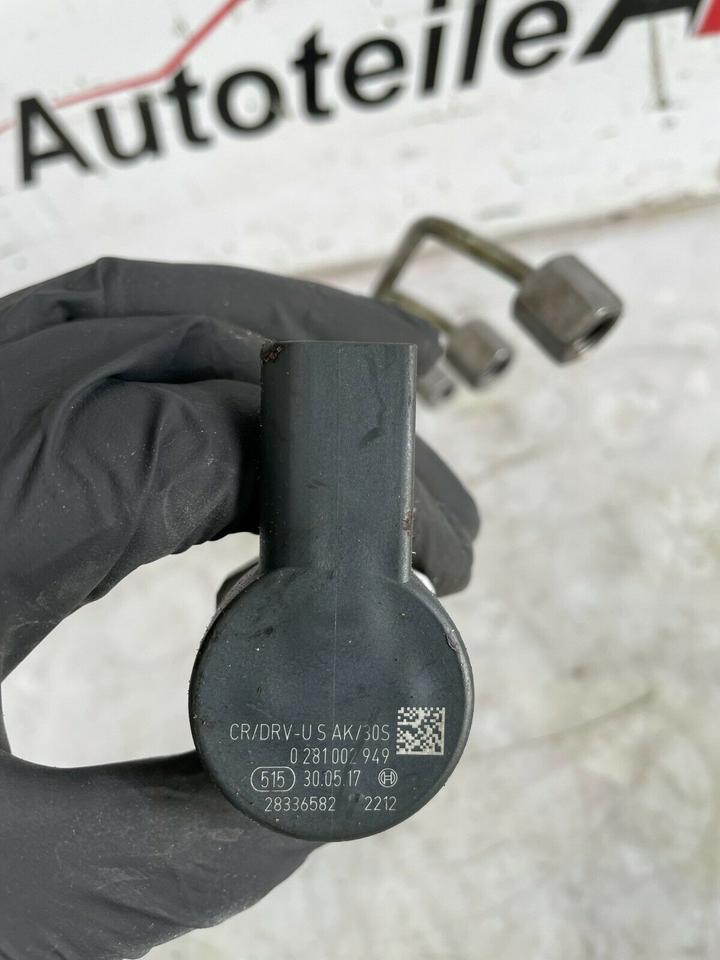 Autoteile
CR/DRV-U S AK/30S
0 281 002 949
515 30.05.17
28336582 2212